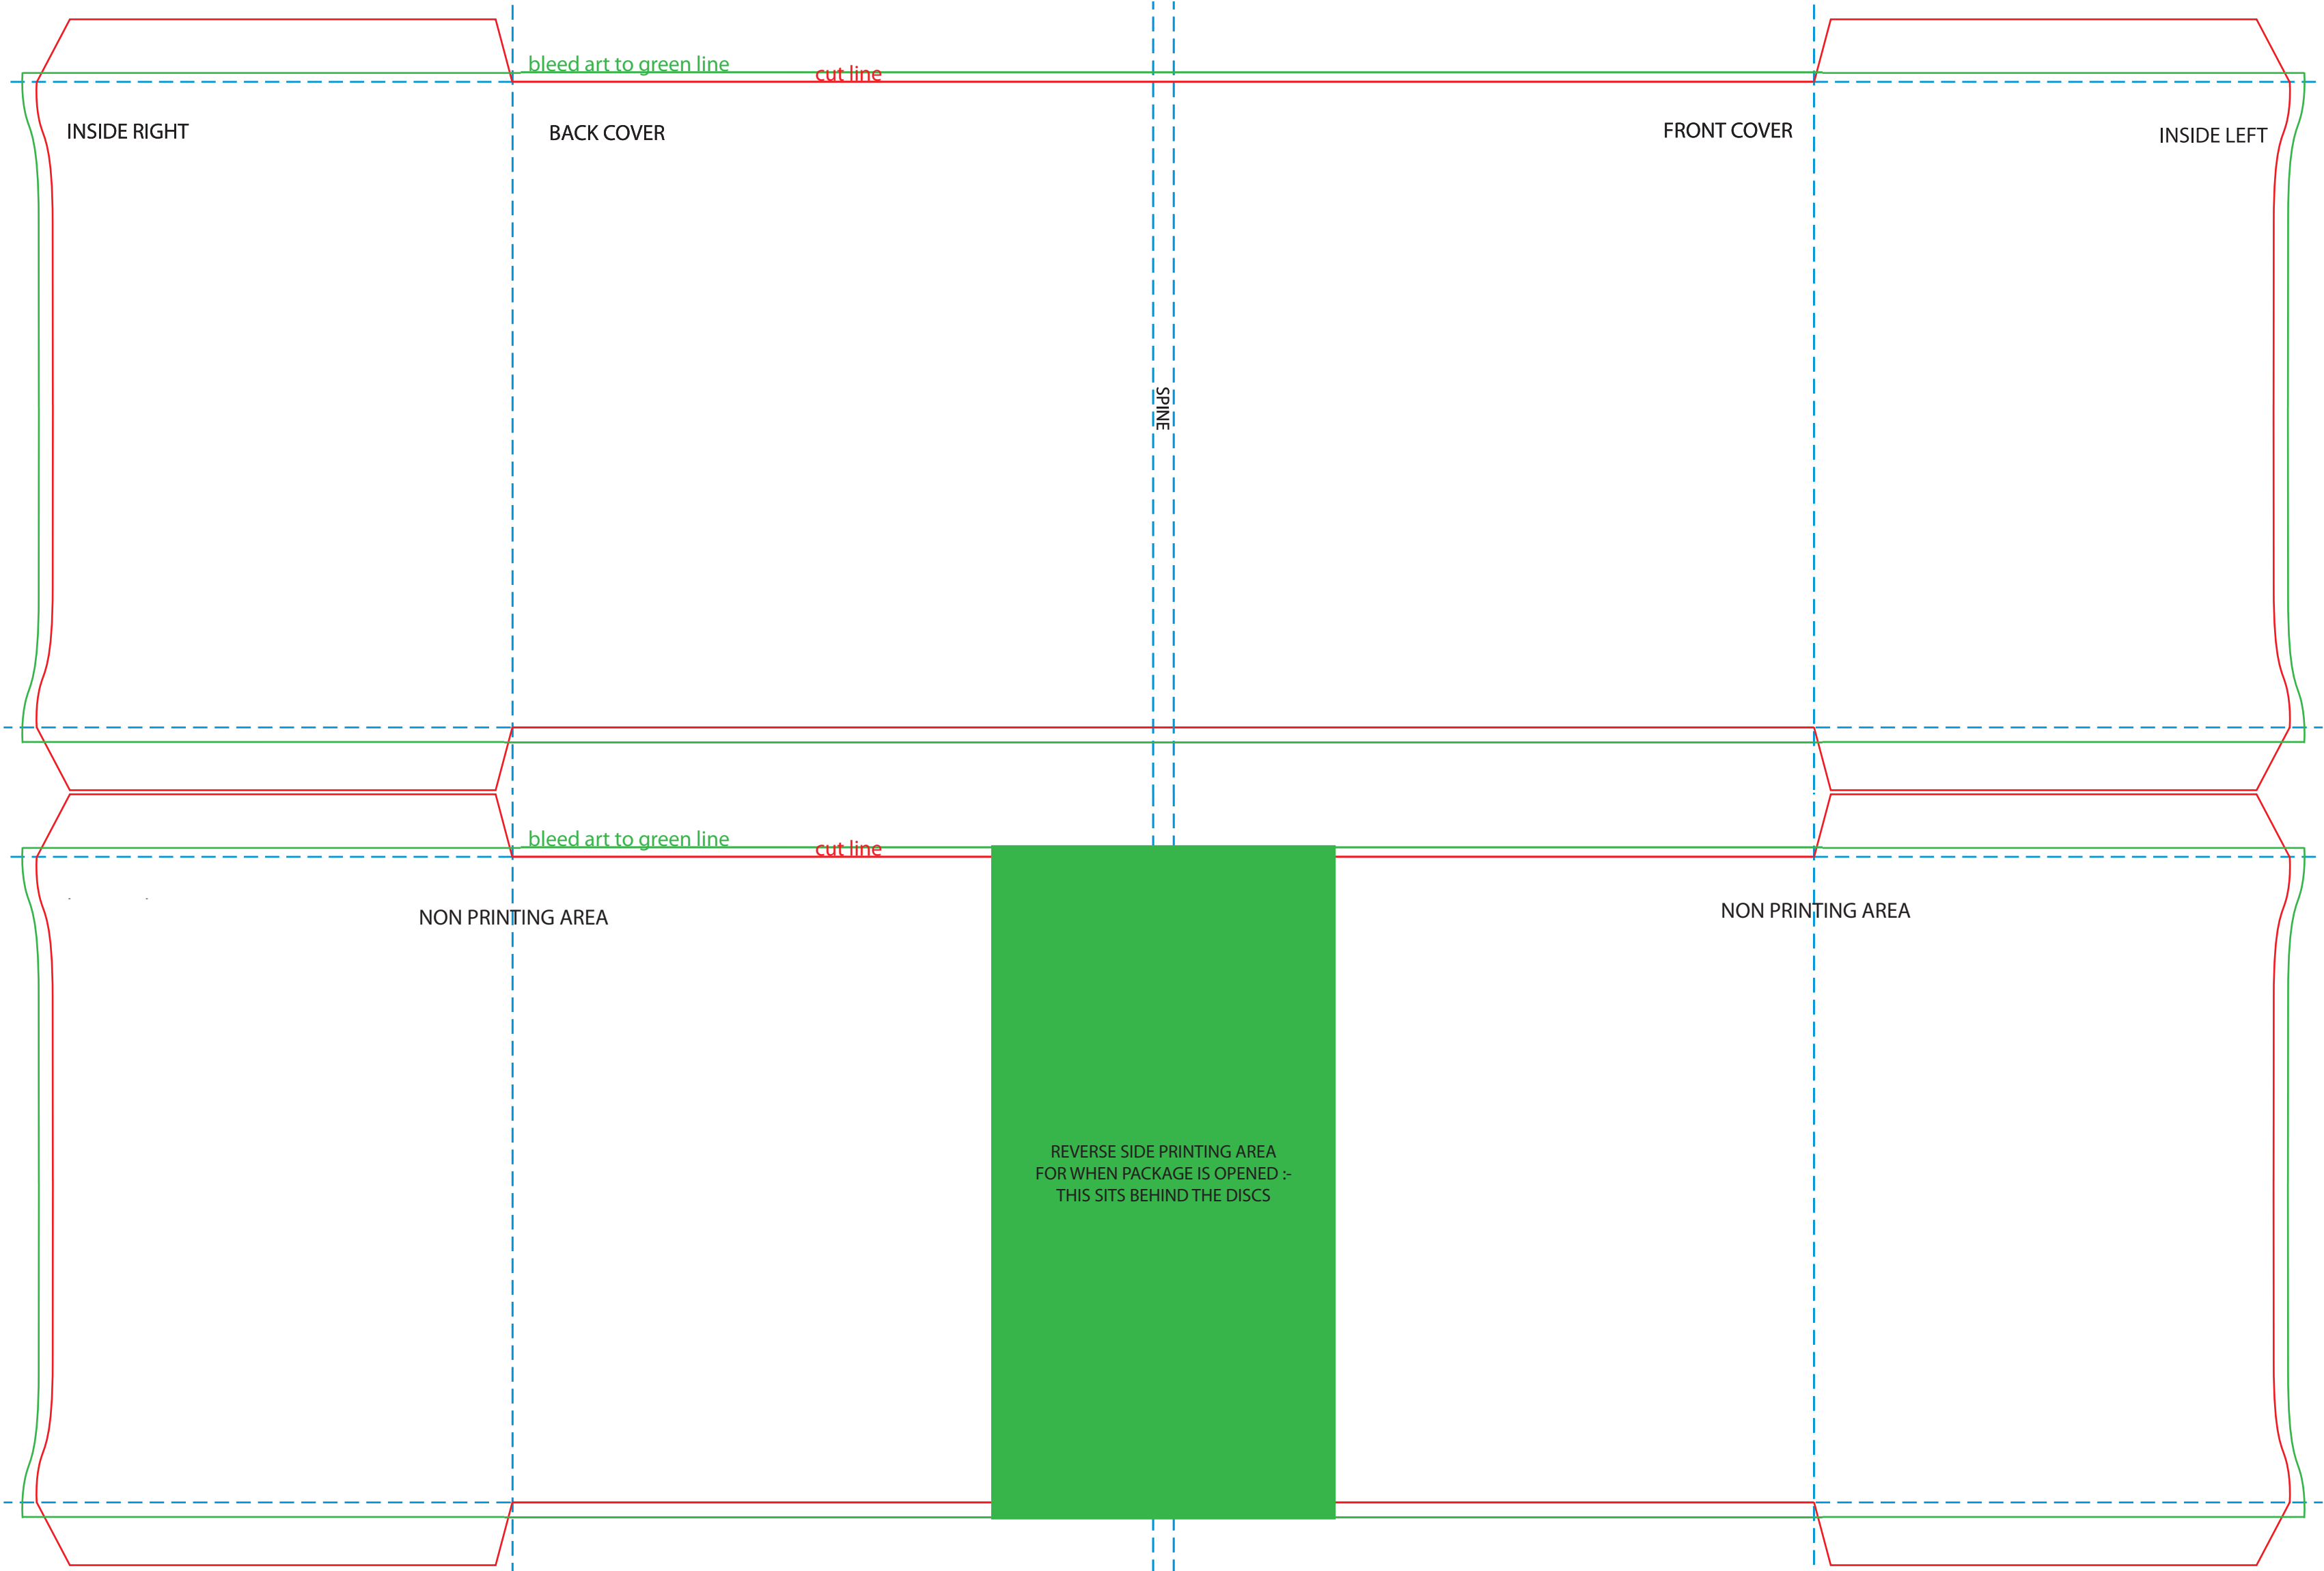 bleed art to green line
cut line
INSIDE RIGHT
BACK COVER
FRONT COVER
INSIDE LEFT
SPINE
bleed art to green line
cut line
NON PRINTING AREA
NON PRINTING AREA
REVERSE SIDE PRINTING AREA
FOR WHEN PACKAGE IS OPENED :-
THIS SITS BEHIND THE DISCS